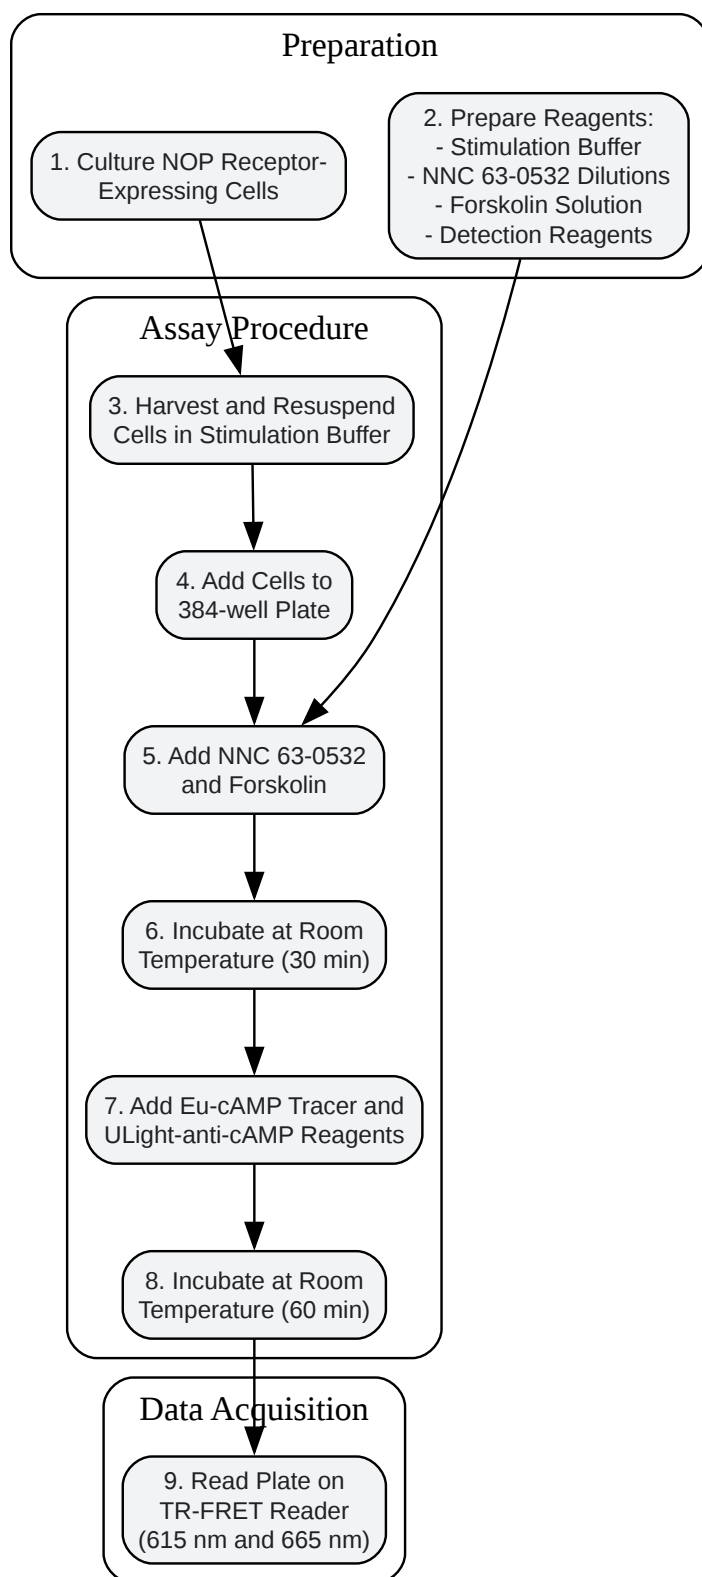 Preparation
1. Culture NOP Receptor-
Expressing Cells
2. Prepare Reagents:
- Stimulation Buffer
- NNC 63-0532 Dilutions
- Forskolin Solution
- Detection Reagents
Assay Procedure
3. Harvest and Resuspend
Cells in Stimulation Buffer
4. Add Cells to
384-well Plate
5. Add NNC 63-0532
and Forskolin
6. Incubate at Room
Temperature (30 min)
7. Add Eu-cAMP Tracer and
ULight-anti-cAMP Reagents
8. Incubate at Room
Temperature (60 min)
Data Acquisition
9. Read Plate on
TR-FRET Reader
(615 nm and 665 nm)